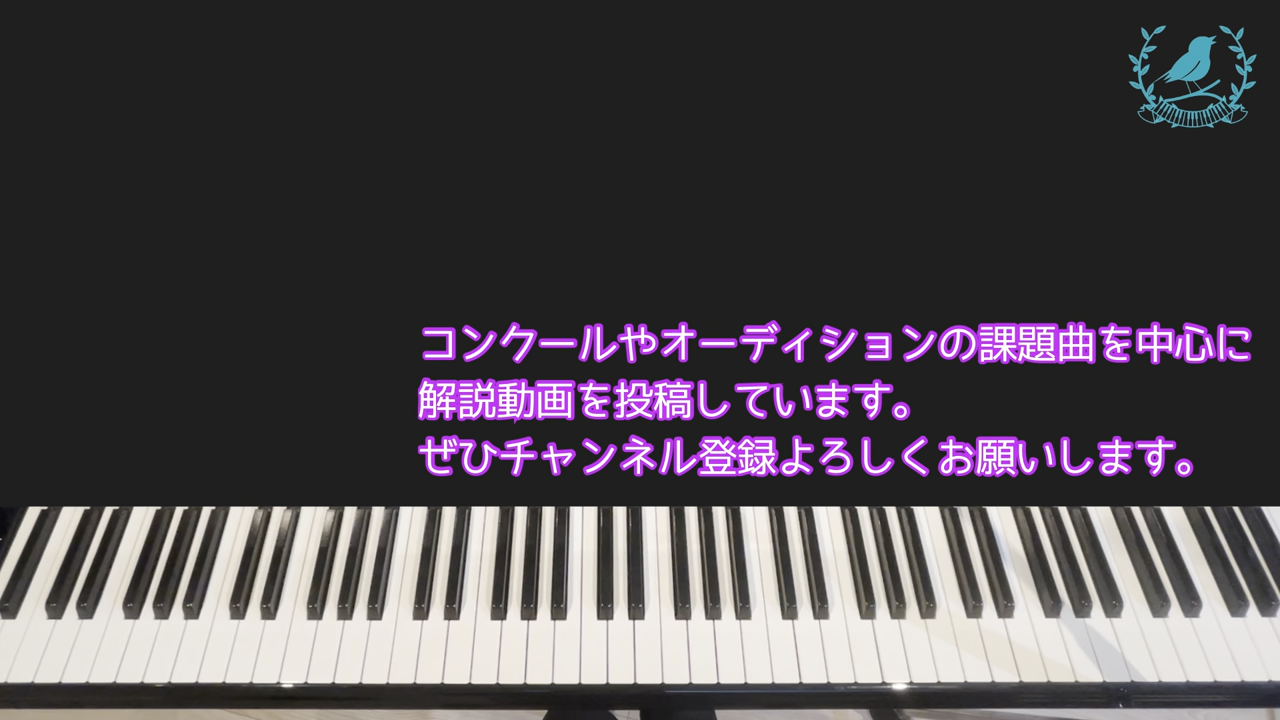 コンクールやオーディションの課題曲を中心に
解説動画を投稿しています。
ぜひチャンネル登録よろしくお願いします。